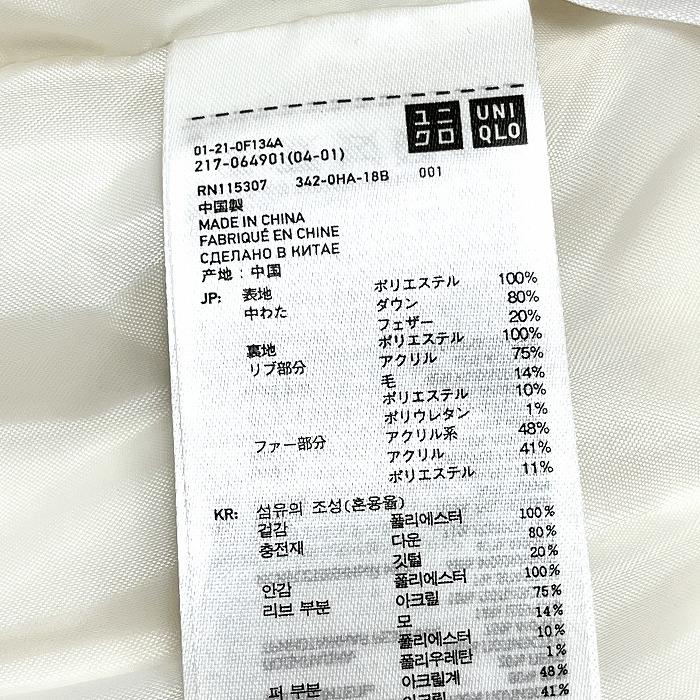 ユニ UNI
クロ QLO
01-21-0F134A
217-064901(04-01)
RN115307 342-0HA-18B 001
中国製
MADE IN CHINA
FABRIQUÉ EN CHINE
СДЕЛАНО В КИТАЕ
产地 : 中国
JP: 表地 ポリエステル 100%
中わた ダウン 80%
フェザー 20%
裏地 ポリエステル 100%
リブ部分 アクリル 75%
毛 14%
ポリエステル 10%
ポリウレタン 1%
ファー部分 アクリル系 48%
アクリル 41%
ポリエステル 11%
KR: 섬유의 조성(혼용율)
겉감 폴리에스터 100%
충전재 다운 80%
깃털 20%
안감 폴리에스터 100%
리브 부분 아크릴 75%
모 14%
폴리에스터 10%
폴리우레탄 1%
퍼 부분 아크릴계 48%
아크릴 41%